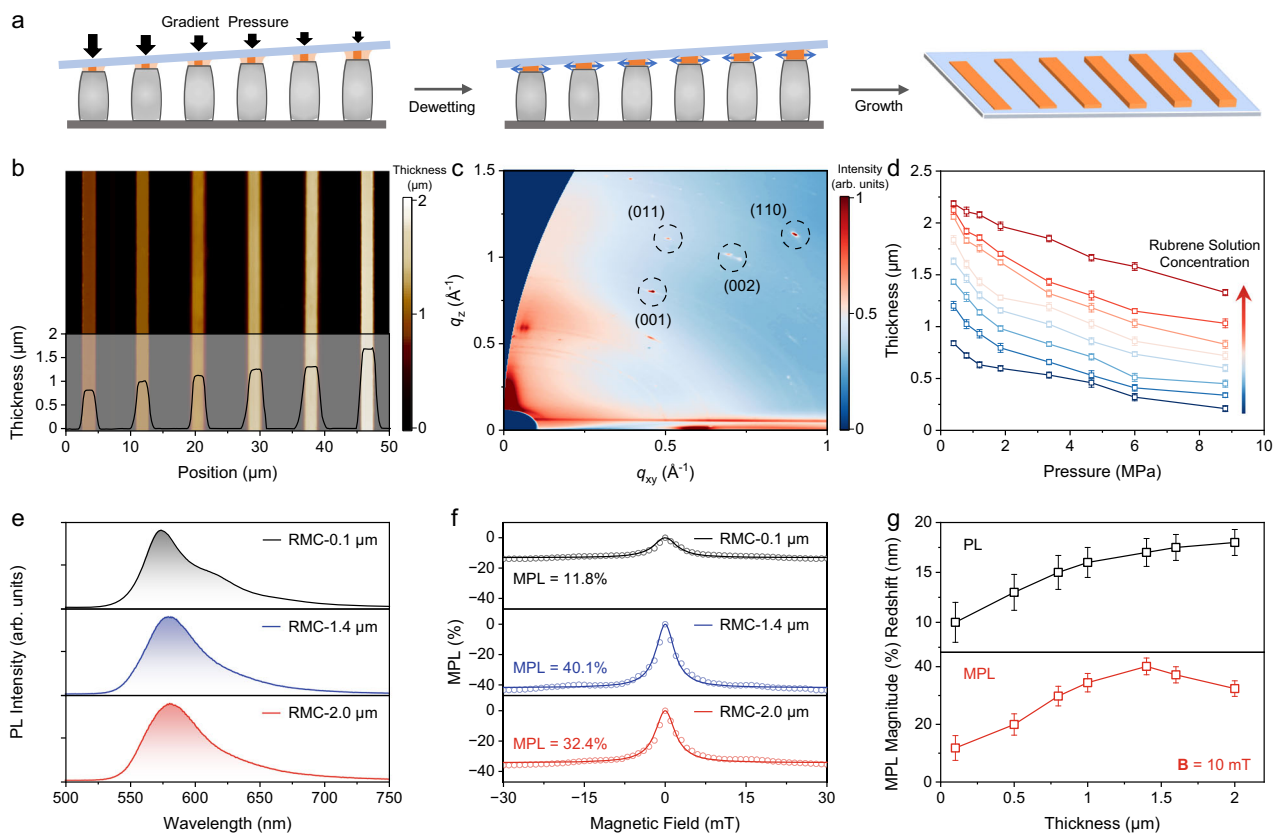 a
Gradient Pressure
Dewetting
Growth
b
Thickness
(μm)
2
0
Thickness (μm)
2
1.5
1
0.5
0
0 10 20 30 40 50
Position (μm)
c
Intensity
(arb. units)
1
0
1.5
1
0.5
0
qz (Å-1)
(011)
(110)
(002)
(001)
0 0.5 1
qxy (Å-1)
d
2.5
2
1.5
1
0.5
0
Thickness (μm)
Rubrene Solution
Concentration
0 2 4 6 8 10
Pressure (MPa)
e
PL Intensity (arb. units)
RMC-0.1 μm
RMC-1.4 μm
RMC-2.0 μm
500 550 600 650 700 750
Wavelength (nm)
f
MPL (%)
0
−20
−40
RMC-0.1 μm
MPL = 11.8%
0
−20
−40
RMC-1.4 μm
MPL = 40.1%
0
−20
−40
RMC-2.0 μm
MPL = 32.4%
−30 −15 0 15 30
Magnetic Field (mT)
g
MPL Magnitude (%) Redshift (nm)
20
15
10
PL
40
20
0
MPL
B = 10 mT
0 0.5 1 1.5 2
Thickness (μm)